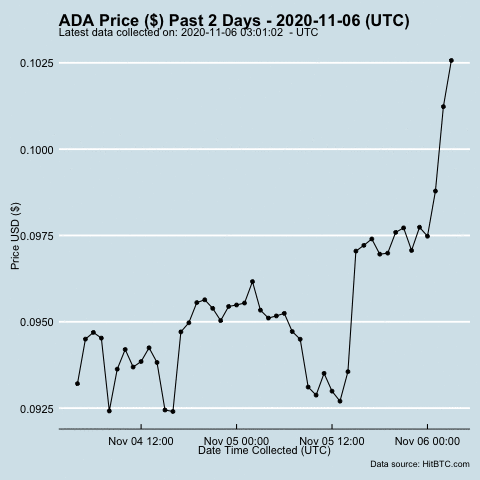 ADA Price ($) Past 2 Days - 2020-11-06 (UTC)
Latest data collected on: 2020-11-06 03:01:02 - UTC
Price USD ($)
0.1025
0.1000
0.0975
0.0950
0.0925
Nov 04 12:00 Nov 05 00:00 Nov 05 12:00 Nov 06 00:00
Date Time Collected (UTC)
Data source: HitBTC.com